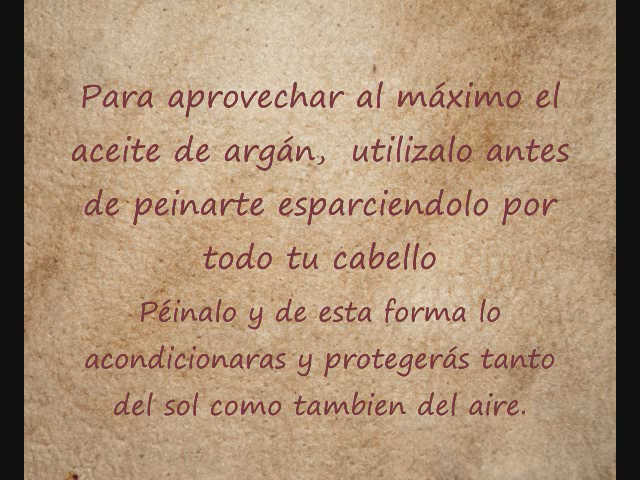 Para aprovechar al máximo el
aceite de argán, utilizalo antes
de peinarte esparciendolo por
todo tu cabello
Péinalo y de esta forma lo
acondicionaras y protegerás tanto
del sol como tambien del aire.